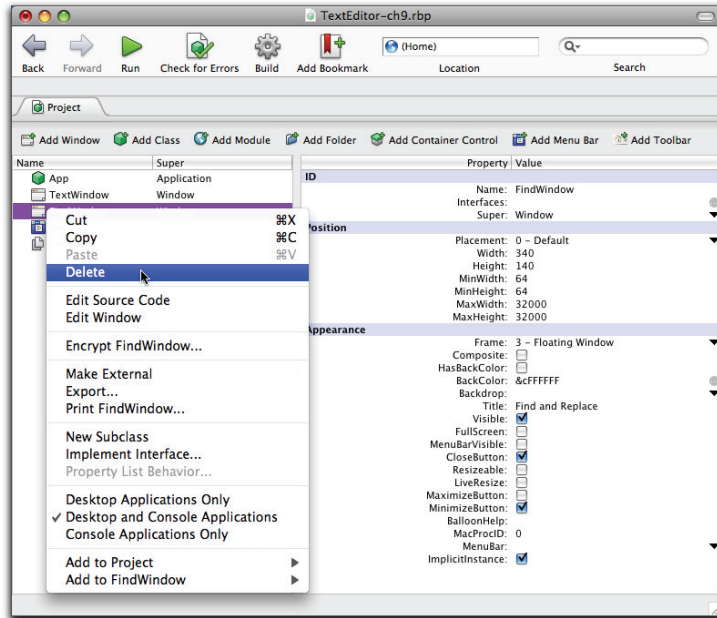 TextEditor-ch9.rbp
(Home)
Back Forward Run Check for Errors Build Add Bookmark Location Search
Project
Add Window Add Class Add Module Add Folder Add Container Control Add Menu Bar Add Toolbar
Name Super
App Application
TextWindow Window
Cut ⌘X
Copy ⌘C
Paste ⌘V
Delete
Edit Source Code
Edit Window
Encrypt FindWindow...
Make External
Export...
Print FindWindow...
New Subclass
Implement Interface...
Property List Behavior...
Desktop Applications Only
✓ Desktop and Console Applications
Console Applications Only
Add to Project
Add to FindWindow
Property Value
ID
Name: FindWindow
Interfaces:
Super: Window
Position
Placement: 0 – Default
Width: 340
Height: 140
MinWidth: 64
MinHeight: 64
MaxWidth: 32000
MaxHeight: 32000
Appearance
Frame: 3 – Floating Window
Composite:
HasBackColor:
BackColor: &cFFFFFF
Backdrop:
Title: Find and Replace
Visible:
FullScreen:
MenuBarVisible:
CloseButton:
Resizeable:
LiveResize:
MaximizeButton:
MinimizeButton:
BalloonHelp:
MacProcID: 0
MenuBar:
ImplicitInstance: